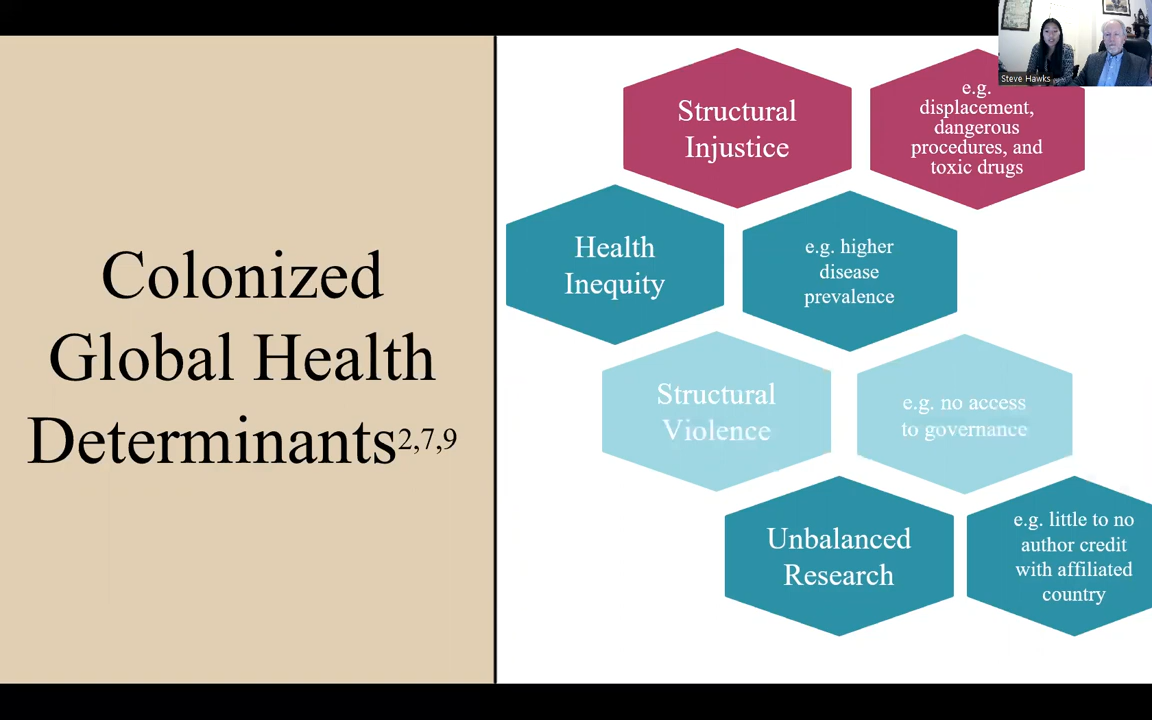 Colonized
Global Health
Determinants2,7,9
Structural
Injustice
e.g.
displacement,
dangerous
procedures, and
toxic drugs
Health
Inequity
e.g. higher
disease
prevalence
Structural
Violence
e.g. no access
to governance
Unbalanced
Research
e.g. little to no
author credit
with affiliated
country
Steve Hawks